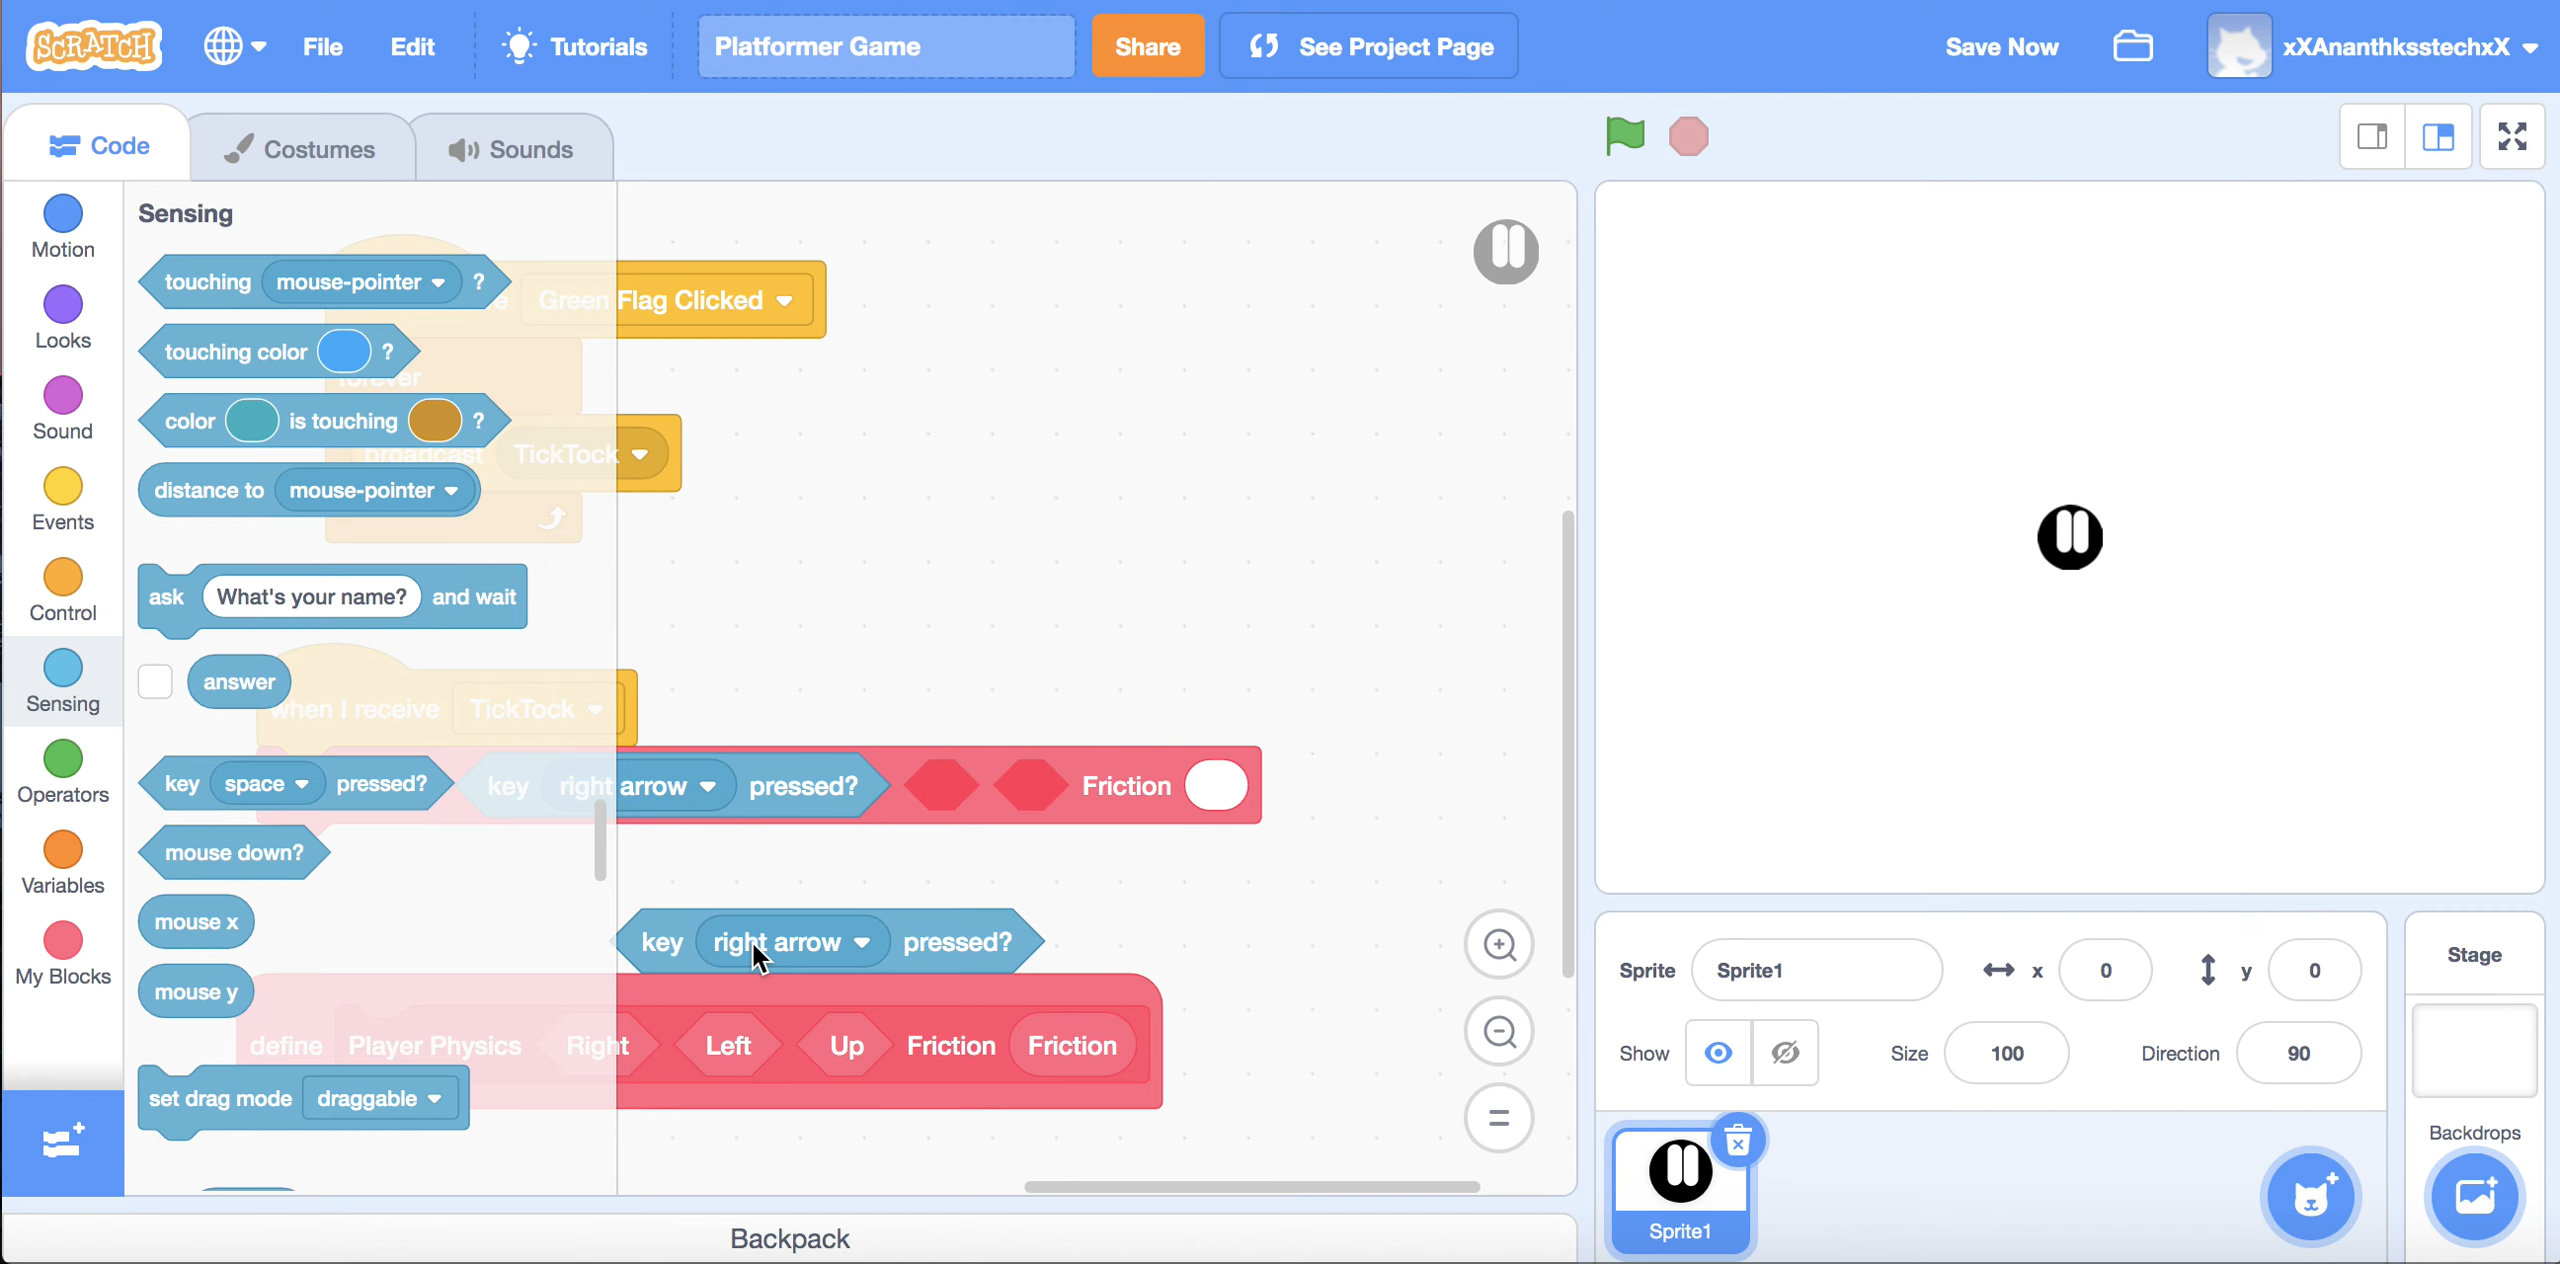 SCRATCH File Edit Tutorials Platformer Game Share See Project Page Save Now xXAnanthksstechxX
Code Costumes Sounds
Motion
Looks
Sound
Events
Control
Sensing
Operators
Variables
My Blocks
Sensing
touching mouse-pointer ?
touching color ?
color is touching ?
distance to mouse-pointer
ask What's your name? and wait
answer
key space pressed?
mouse down?
mouse x
mouse y
set drag mode draggable
e Green Flag Clicked
forever
broadcast TickTock
when I receive TickTock
key right arrow pressed? Friction
key right arrow pressed?
define Player Physics Right Left Up Friction Friction
Backpack
Sprite Sprite1 x 0 y 0
Show Size 100 Direction 90
Sprite1
Stage
Backdrops